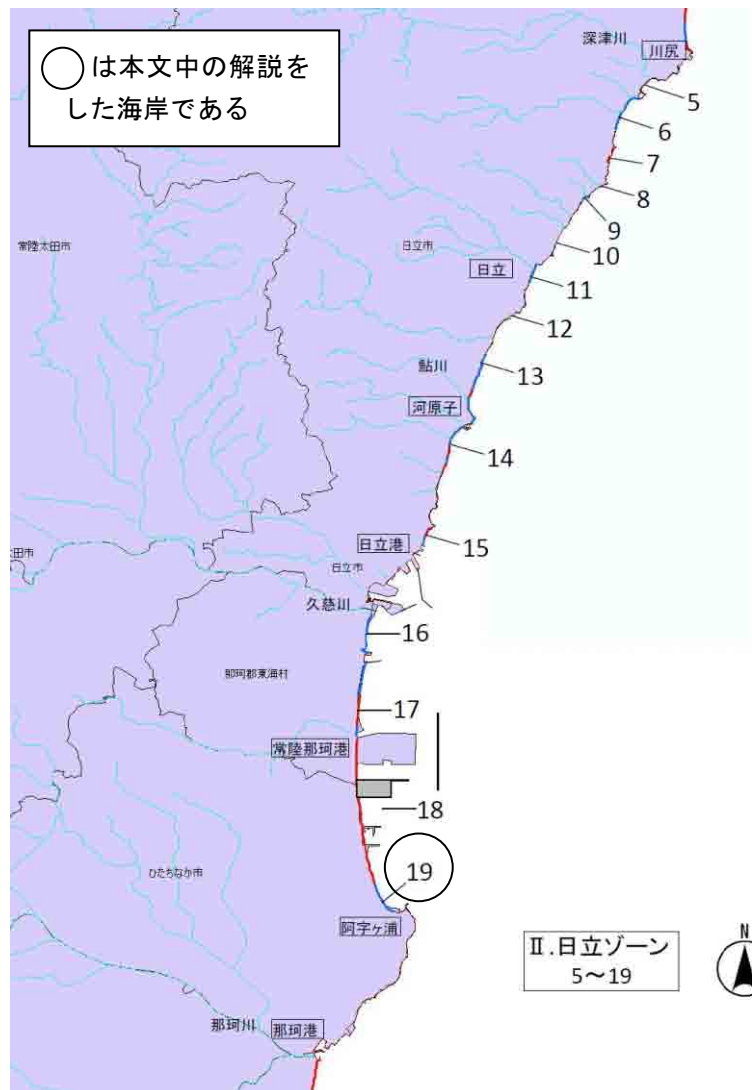 ◯は本文中の解説を
した海岸である
深津川
川尻
5
6
7
8
9
常陸太田市
日立市
10
日立
11
12
鮎川
13
河原子
14
日立港
15
太田市
日立市
久慈川
16
那珂郡東海村
17
常陸那珂港
18
ひたちなか市
19
阿字ヶ浦
N
Ⅱ.日立ゾーン
5～19
那珂川
那珂港